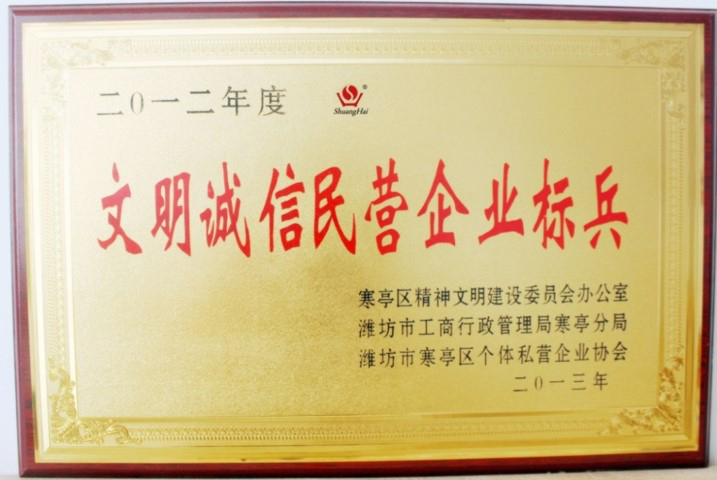 二〇一二年度
ShuangHai®
文明诚信民营企业标兵
寒亭区精神文明建设委员会办公室
潍坊市工商行政管理局寒亭分局
潍坊市寒亭区个体私营企业协会
二〇一三年